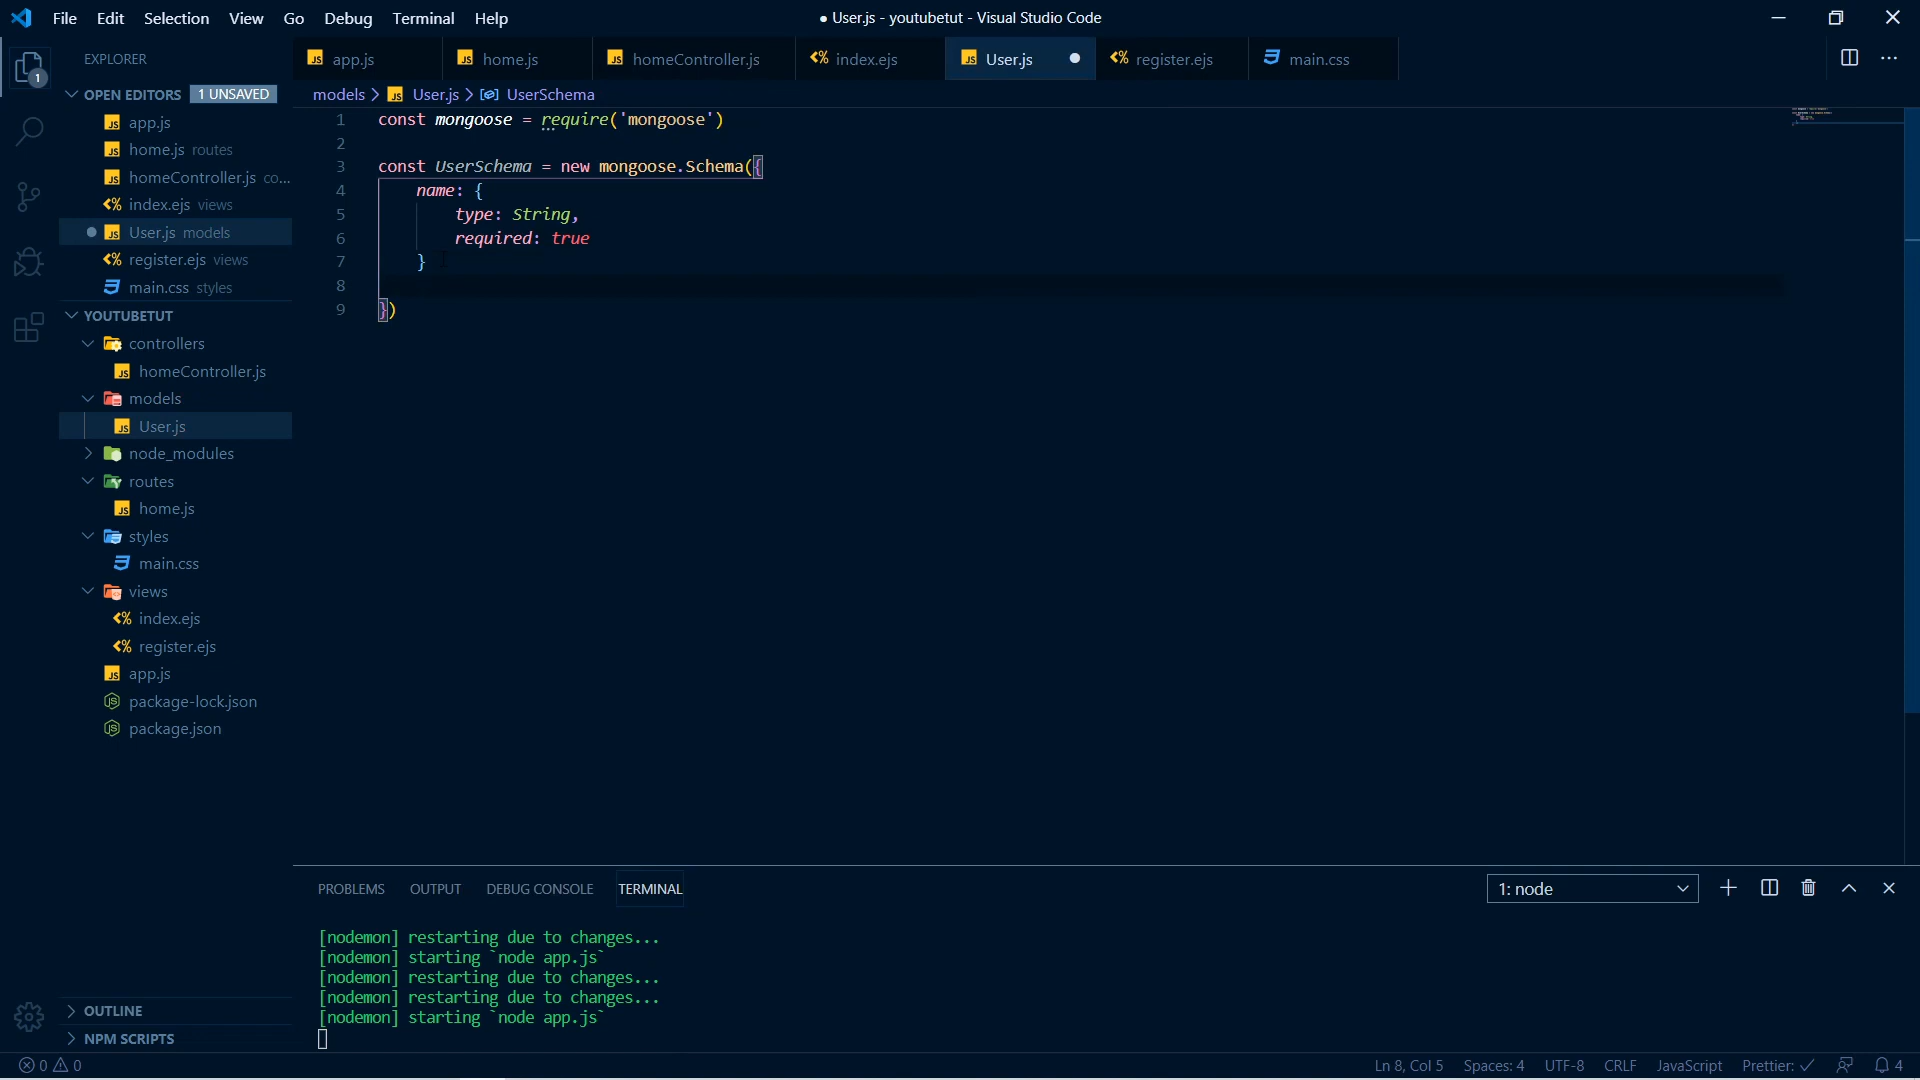 File Edit Selection View Go Debug Terminal Help
● User.js - youtubetut - Visual Studio Code
EXPLORER
OPEN EDITORS 1 UNSAVED
app.js
home.js routes
homeController.js co...
index.ejs views
User.js models
register.ejs views
main.css styles
YOUTUBETUT
controllers
homeController.js
models
User.js
node_modules
routes
home.js
styles
main.css
views
index.ejs
register.ejs
app.js
package-lock.json
package.json
OUTLINE
NPM SCRIPTS
1
app.js home.js homeController.js index.ejs User.js register.ejs main.css
models > User.js > UserSchema
1 const mongoose = require('mongoose')
2
3 const UserSchema = new mongoose.Schema({
4 name: {
5 type: String,
6 required: true
7 }
8
9 })
PROBLEMS OUTPUT DEBUG CONSOLE TERMINAL
1: node
[nodemon] restarting due to changes...
[nodemon] starting `node app.js`
[nodemon] restarting due to changes...
[nodemon] restarting due to changes...
[nodemon] starting `node app.js`
0 0
Ln 8, Col 5 Spaces: 4 UTF-8 CRLF JavaScript Prettier: ✓ 4